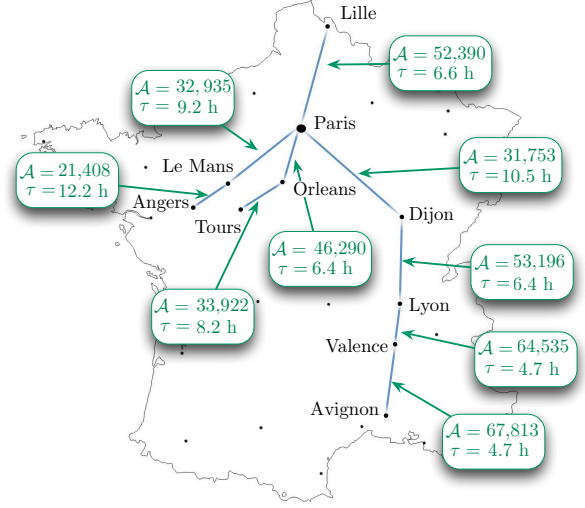 Lille
𝒜 = 52,390
τ = 6.6 h
𝒜 = 32,935
τ = 9.2 h
Paris
𝒜 = 31,753
τ = 10.5 h
𝒜 = 21,408
τ = 12.2 h
Le Mans
Orleans
Angers
Tours
Dijon
𝒜 = 46,290
τ = 6.4 h
𝒜 = 53,196
τ = 6.4 h
𝒜 = 33,922
τ = 8.2 h
Lyon
Valence
𝒜 = 64,535
τ = 4.7 h
Avignon
𝒜 = 67,813
τ = 4.7 h